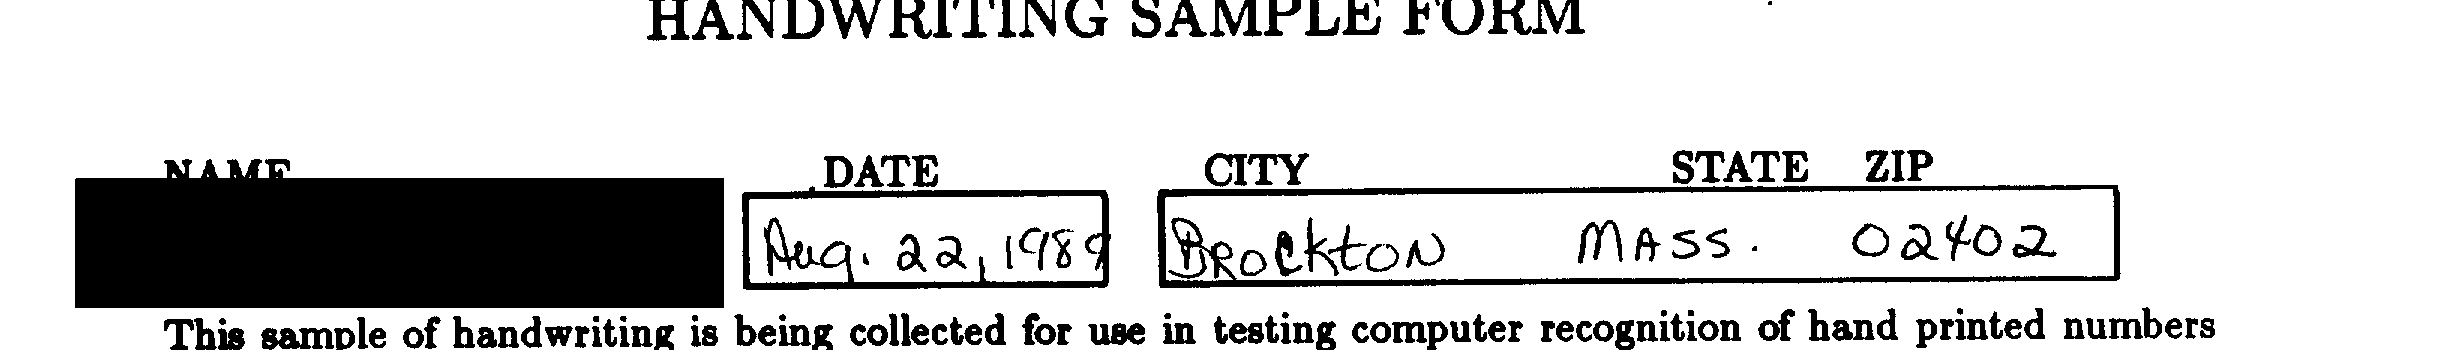 HANDWRITING SAMPLE FORM
NAME DATE CITY STATE ZIP
Aug. 22, 1989 BROCKTON MASS. 02402
This sample of handwriting is being collected for use in testing computer recognition of hand printed numbers